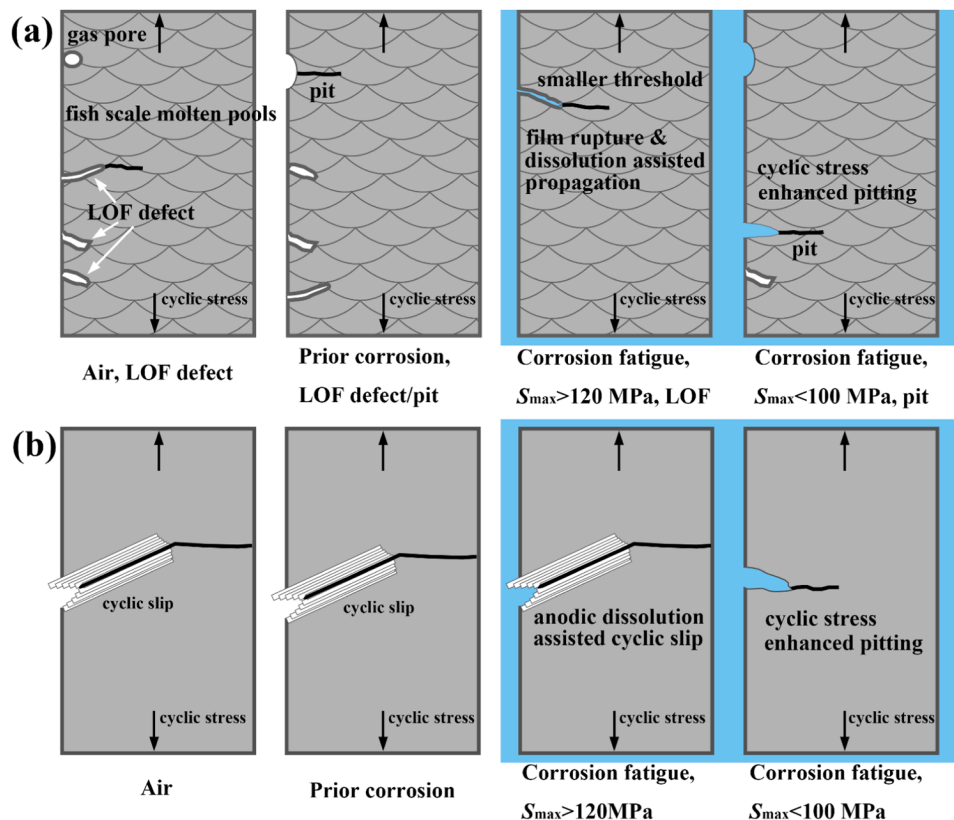 (a)
gas pore
fish scale molten pools
LOF defect
cyclic stress
Air, LOF defect
pit
cyclic stress
Prior corrosion,
LOF defect/pit
smaller threshold
film rupture &
dissolution assisted
propagation
cyclic stress
Corrosion fatigue,
Smax>120 MPa, LOF
cyclic stress
enhanced pitting
pit
cyclic stress
Corrosion fatigue,
Smax<100 MPa, pit
(b)
cyclic slip
cyclic stress
Air
cyclic slip
cyclic stress
Prior corrosion
anodic dissolution
assisted cyclic slip
cyclic stress
Corrosion fatigue,
Smax>120MPa
cyclic stress
enhanced pitting
cyclic stress
Corrosion fatigue,
Smax<100 MPa